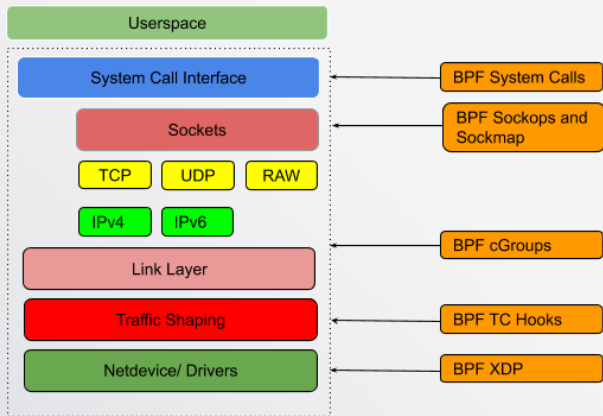 Userspace
System Call Interface
BPF System Calls
Sockets
BPF Sockops and
Sockmap
TCP
UDP
RAW
IPv4
IPv6
BPF cGroups
Link Layer
Traffic Shaping
BPF TC Hooks
Netdevice/ Drivers
BPF XDP